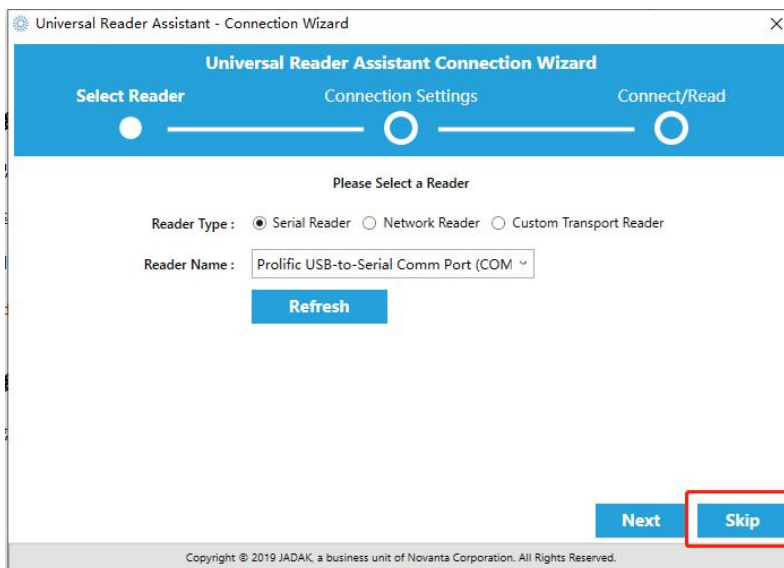 Universal Reader Assistant - Connection Wizard
Universal Reader Assistant Connection Wizard
Select Reader Connection Settings Connect/Read
Please Select a Reader
Reader Type : Serial Reader Network Reader Custom Transport Reader
Reader Name : Prolific USB-to-Serial Comm Port (COM
Refresh
Next Skip
Copyright © 2019 JADAK, a business unit of Novanta Corporation. All Rights Reserved.